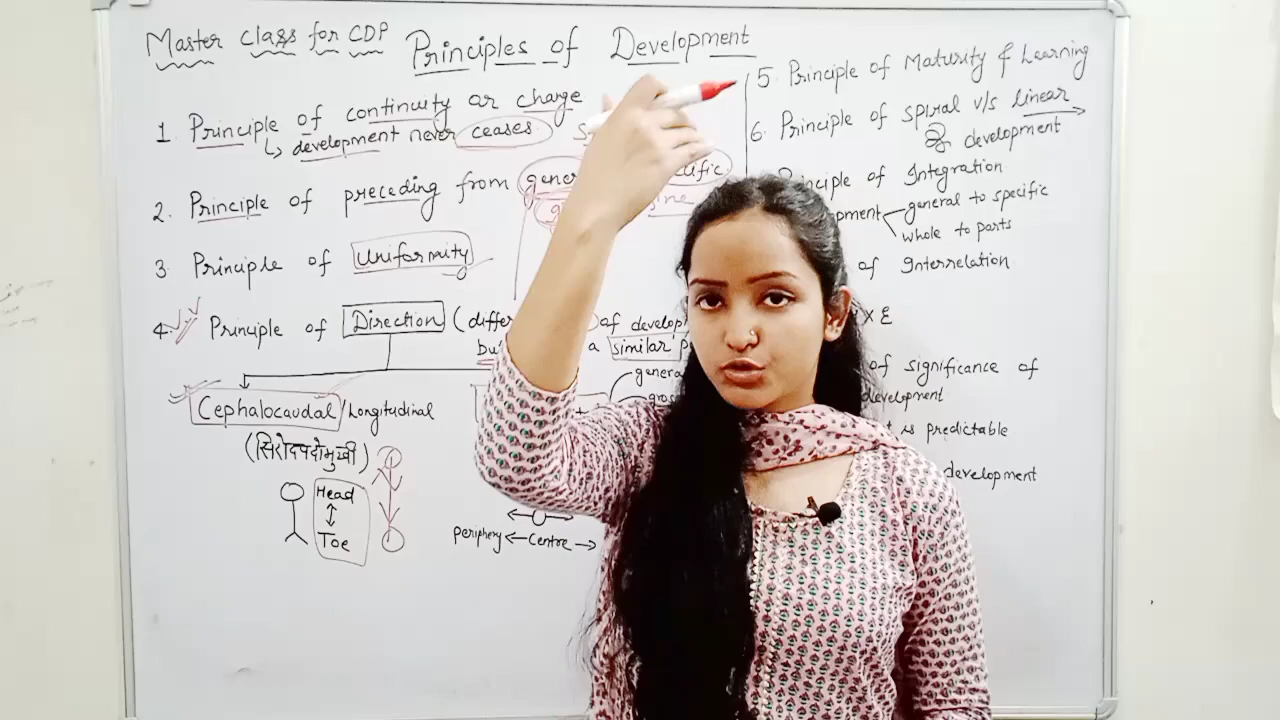 Master Class for CDP
Principles of Development
1. Principle of continuity or change
↳ development never ceases
2. Principle of preceding from
3. Principle of Uniformity
4. Principle of Direction
of
a similar
Cephalocaudal/Longitudinal
(सिरोदपदोमुखी)
Head
Toe
periphery ← Centre →
5. Principle of Maturity & Learning
6. Principle of spiral v/s linear
development
of Integration
general to specific
whole to parts
of Interrelation
x E
of significance of
development
is predictable
development